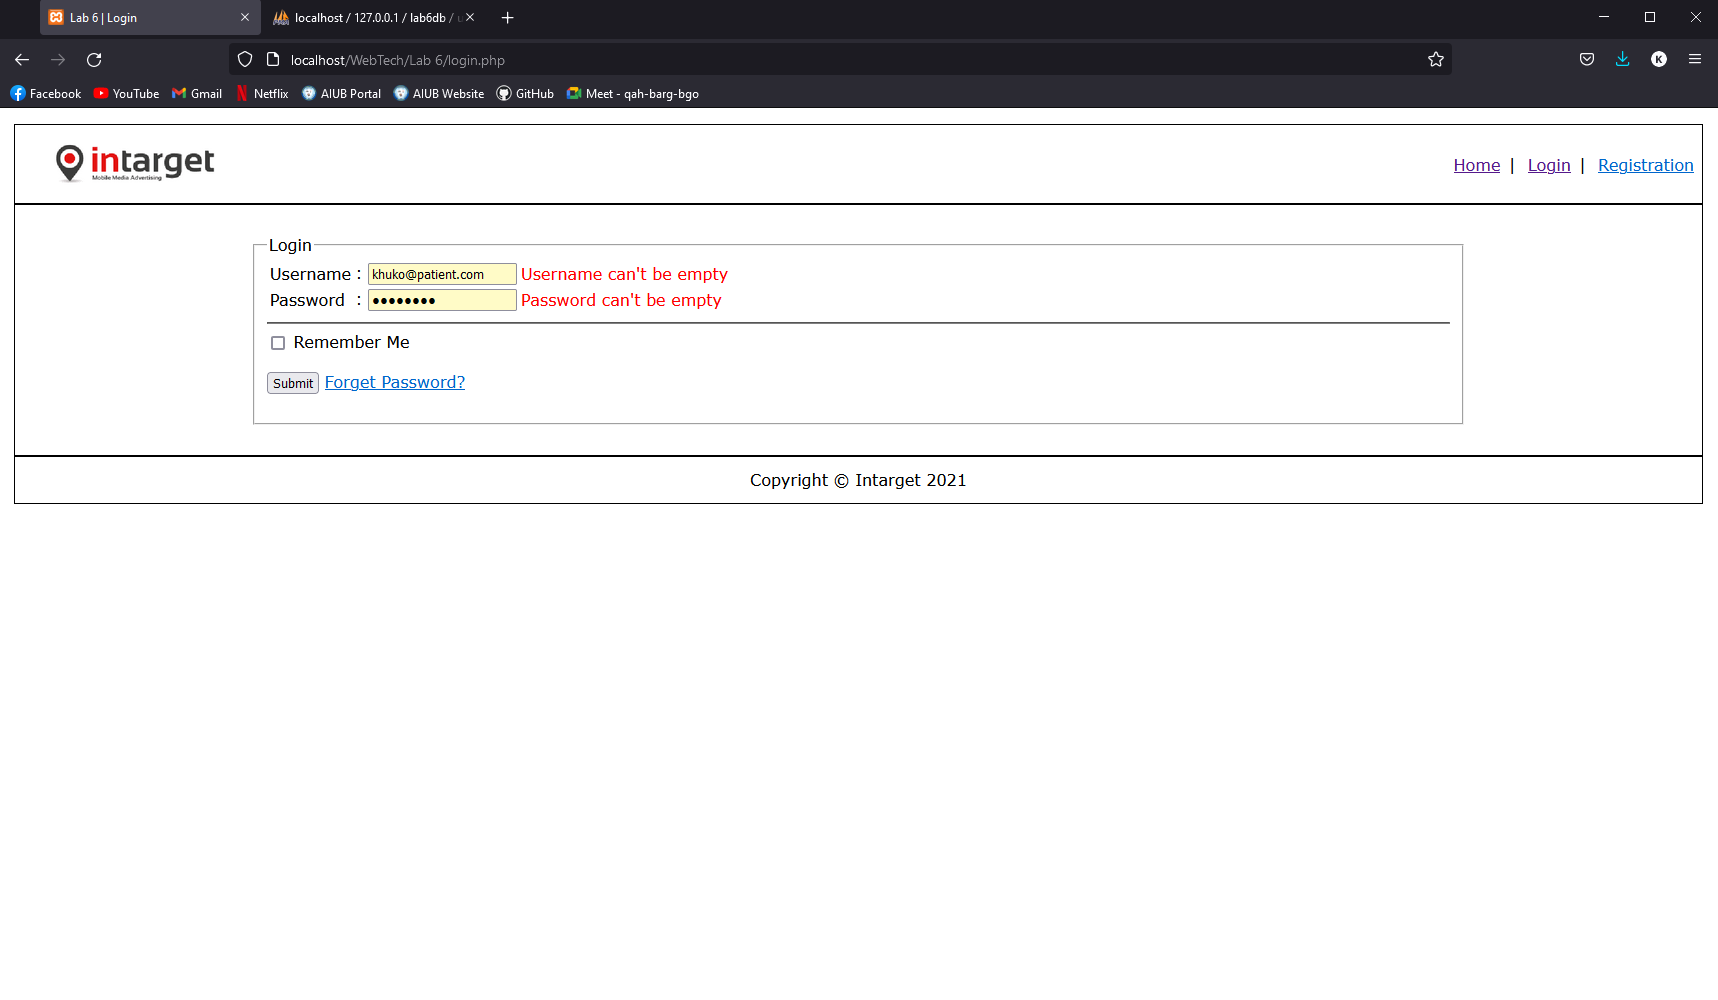 Lab 6 | Login
localhost / 127.0.0.1 / lab6db /
localhost/WebTech/Lab 6/login.php
K
Facebook YouTube Gmail Netflix AIUB Portal AIUB Website GitHub Meet - qah-barg-bgo
intarget
Mobile Media Advertising
Home | Login | Registration
Login
Username : khuko@patient.com Username can't be empty
Password : •••••••• Password can't be empty
Remember Me
Submit Forget Password?
Copyright © Intarget 2021